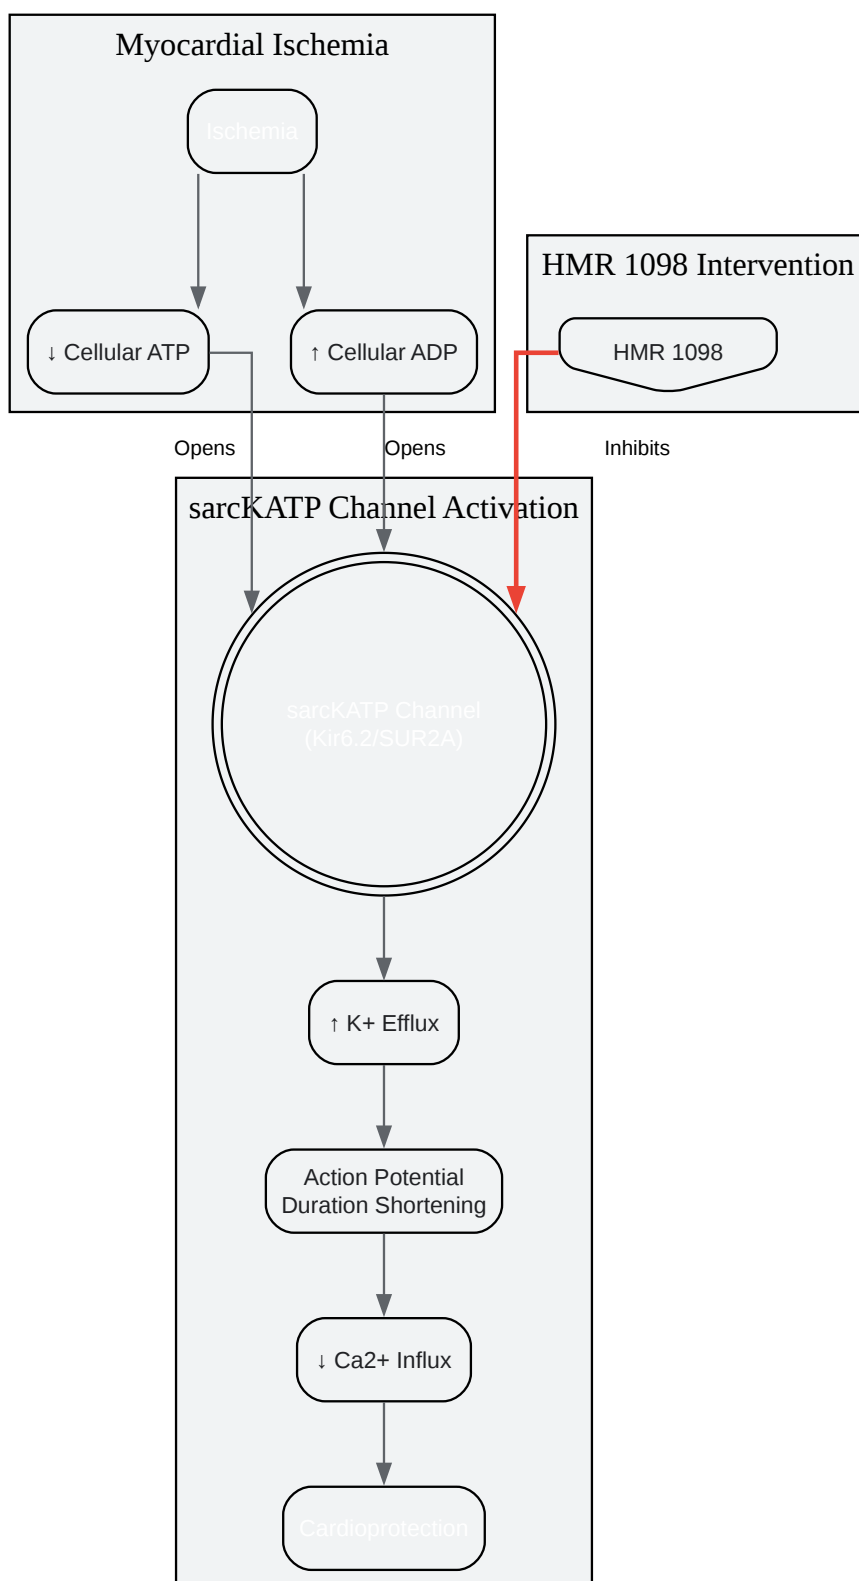 Myocardial Ischemia
Ischemia
↓ Cellular ATP
↑ Cellular ADP
HMR 1098 Intervention
HMR 1098
Opens
Opens
Inhibits
sarcKATP Channel Activation
sarcKATP Channel
(Kir6.2/SUR2A)
↑ K+ Efflux
Action Potential
Duration Shortening
↓ Ca2+ Influx
Cardioprotection